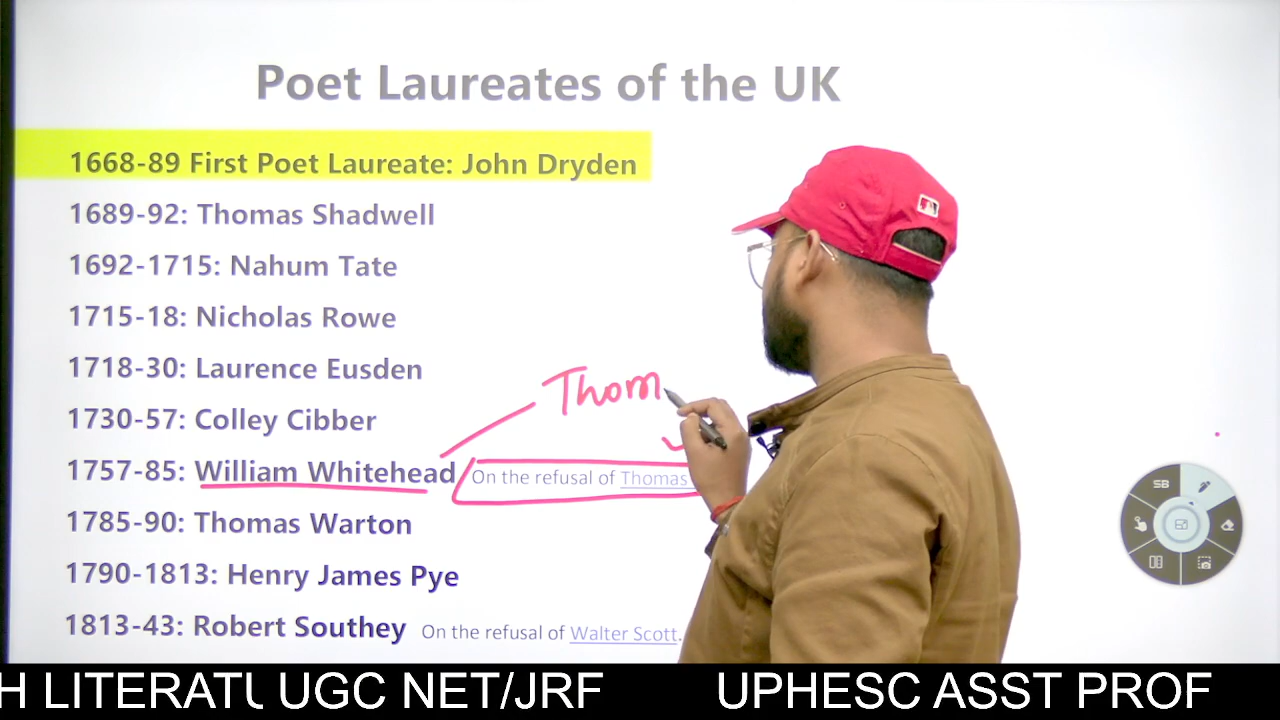 Poet Laureates of the UK
1668-89 First Poet Laureate: John Dryden
1689-92: Thomas Shadwell
1692-1715: Nahum Tate
1715-18: Nicholas Rowe
1718-30: Laurence Eusden
Thom
1730-57: Colley Cibber
1757-85: William Whitehead On the refusal of Thomas
1785-90: Thomas Warton
1790-1813: Henry James Pye
1813-43: Robert Southey On the refusal of Walter Scott.
SB
H LITERATU UGC NET/JRF UPHESC ASST PROF